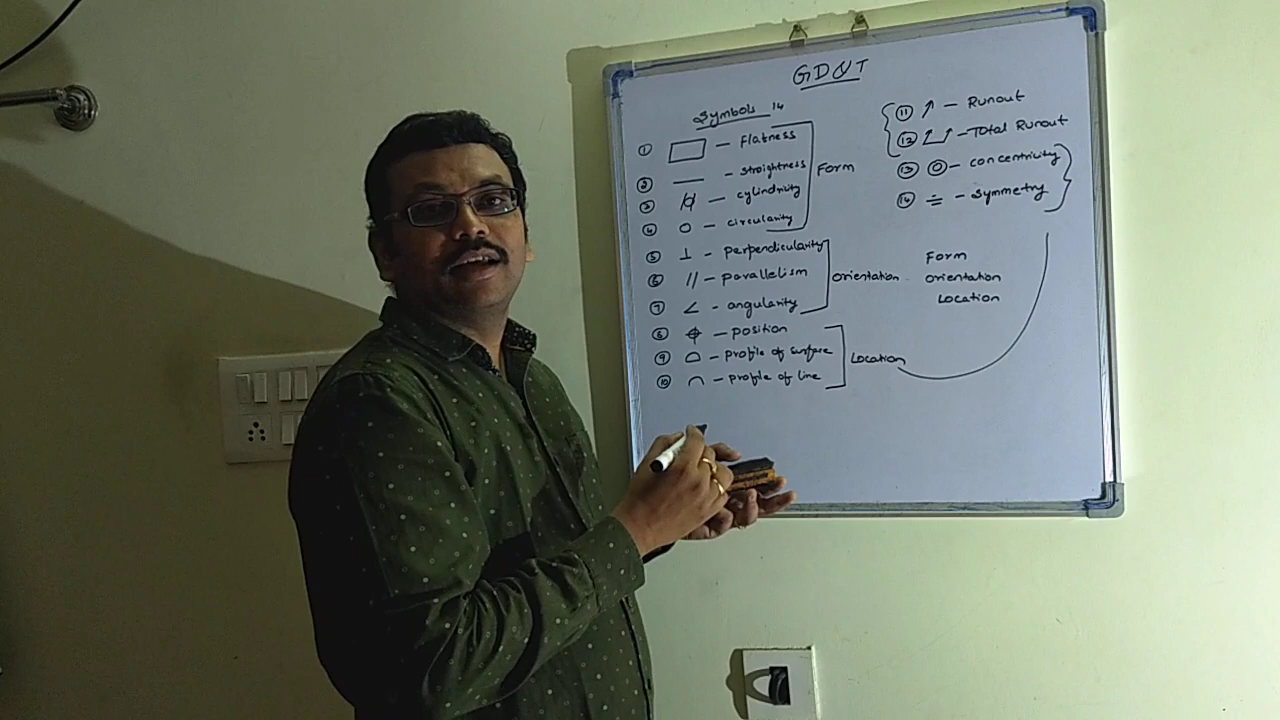 GD&T
Symbols 14
① ▱ – Flatness
② — – straightness
③ ⌭ – cylindrivity
④ ○ – circularity
Form
⑤ ⊥ – perpendicularity
⑥ // – parallelism
⑦ ∠ – angularity
orientation
⑧ ⌖ – position
⑨ ⌓ – profile of surface
⑩ ⌒ – profile of line
Location
⑪ ↗ – Runout
⑫ ⌰ – Total Runout
⑬ ◎ – concentrivity
⑭ ⌯ – symmetry
Form
orientation
Location